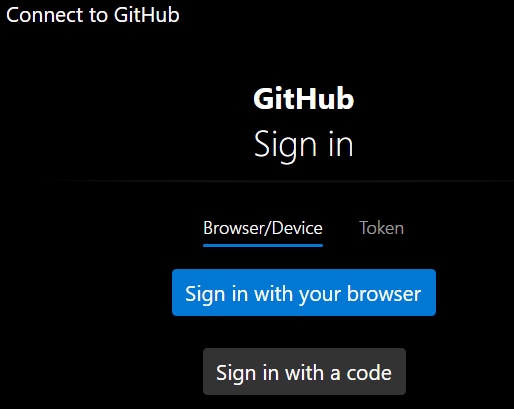 Connect to GitHub
GitHub
Sign in
Browser/Device Token
Sign in with your browser
Sign in with a code